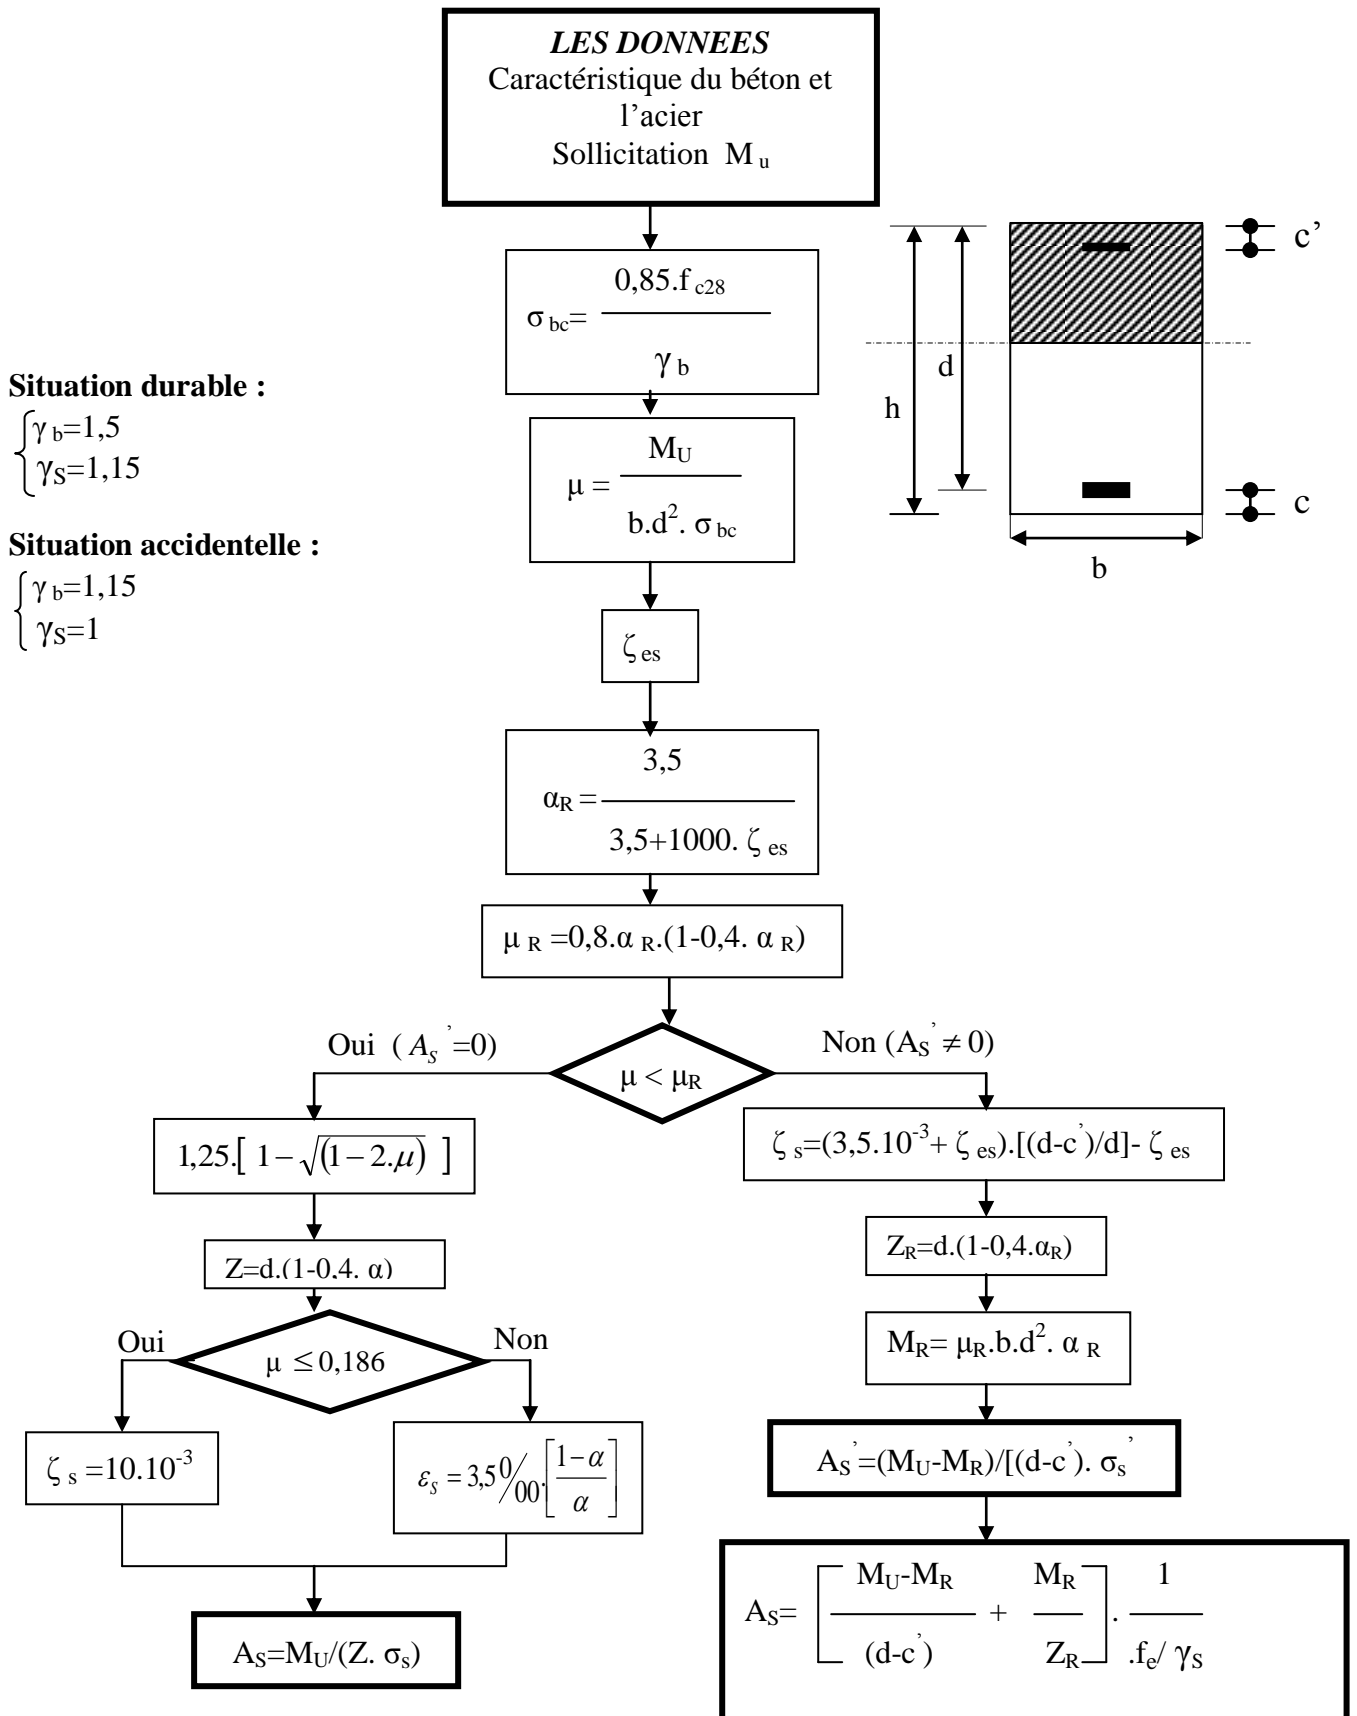 LES DONNEES
Caractéristique du béton et
l’acier
Sollicitation M u
σ bc= 0,85.f c28
γ b
c’
d
h
c
b
Situation durable :
γ b=1,5
γS=1,15
μ = MU
b.d². σ bc
Situation accidentelle :
γ b=1,15
γS=1
ζ es
αR = 3,5
3,5+1000. ζ es
μ R =0,8.α R.(1-0,4. α R)
Oui ( AS ’=0)
μ < μR
Non (AS’ ≠ 0)
1,25.[ 1−√(1−2.μ) ]
ζ s=(3,5.10-3+ ζ es).[(d-c’)/d]- ζ es
Z=d.(1-0,4. α)
ZR=d.(1-0,4.αR)
Oui
μ ≤ 0,186
Non
MR= μR.b.d². α R
ζ s =10.10-3
εS = 3,5 0/00.[1−α/α]
AS’=(MU-MR)/[(d-c’). σs’
AS=MU/(Z. σs)
AS= [MU-MR/(d-c’) + MR/ZR] . 1/.fe/ γS